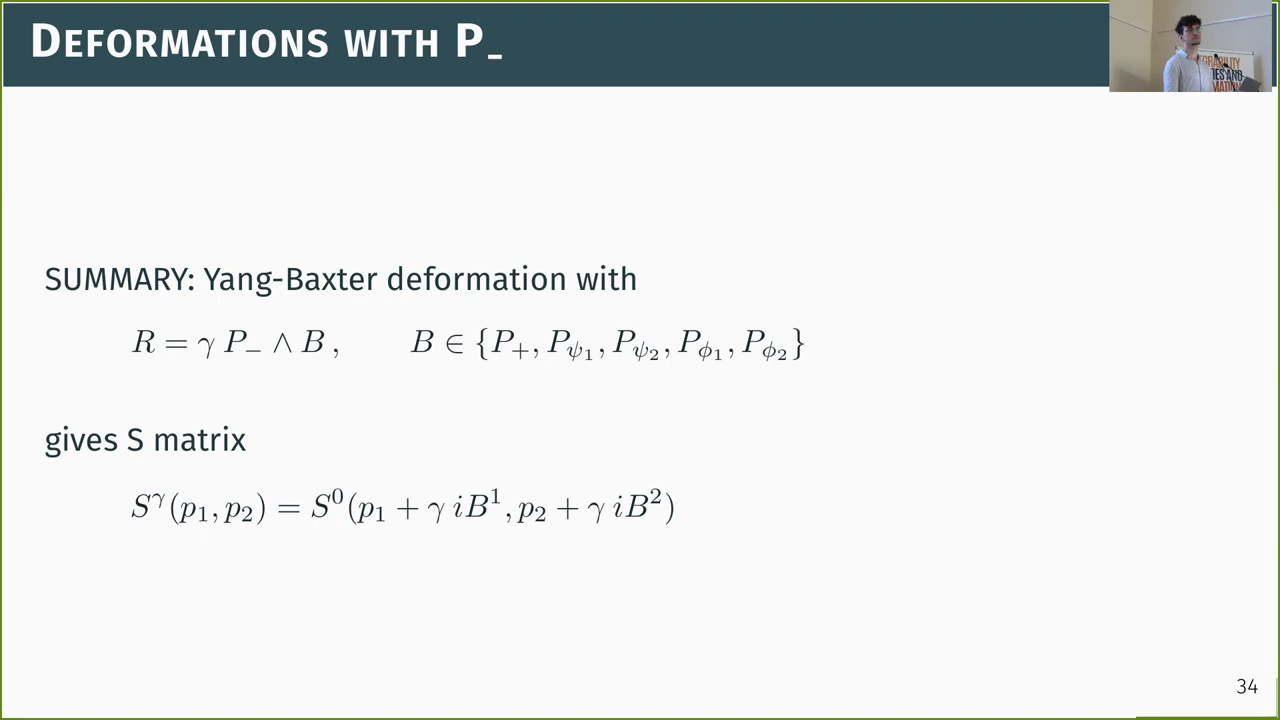 DEFORMATIONS WITH P_
SUMMARY: Yang-Baxter deformation with
R = γ P₋ ∧ B , B ∈ {P₊, P_ψ₁, P_ψ₂, P_ϕ₁, P_ϕ₂}
gives S matrix
S^γ(p₁, p₂) = S⁰(p₁ + γ iB¹, p₂ + γ iB²)
34